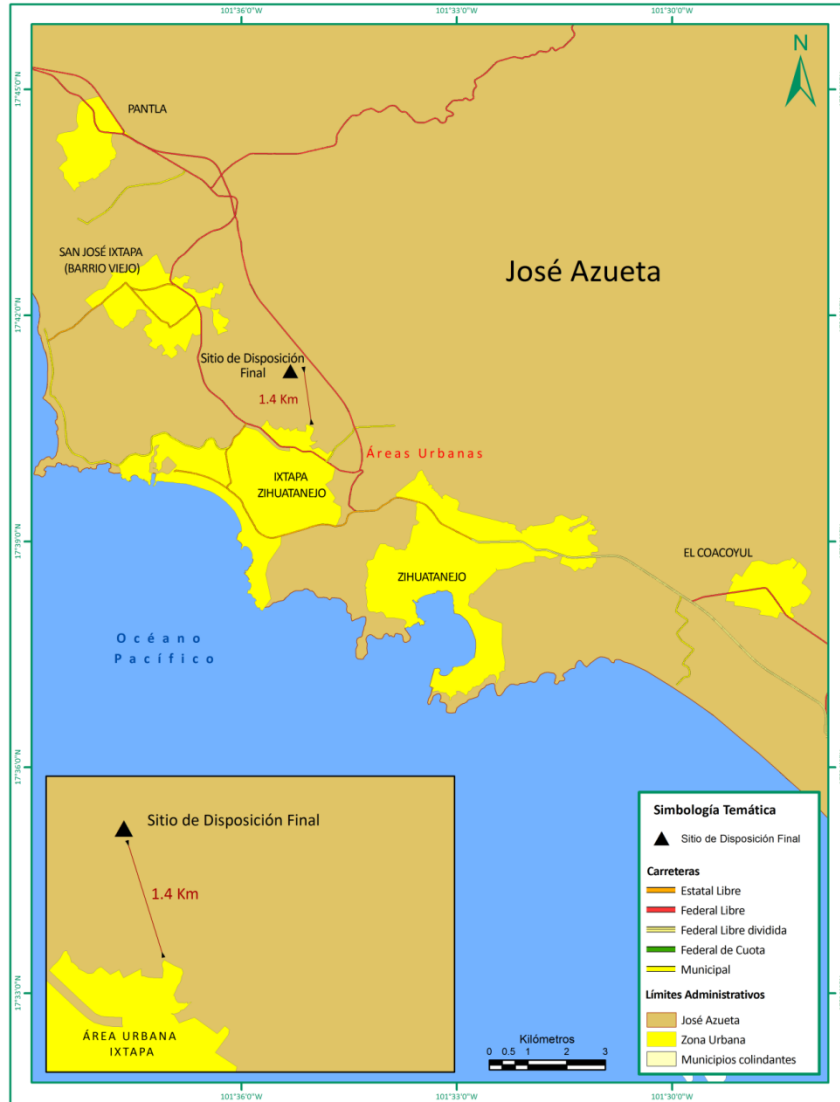 101°36'0"W
101°33'0"W
101°30'0"W
N
17°45'0"N
PANTLA
SAN JOSÉ IXTAPA
(BARRIO VIEJO)
José Azueta
17°42'0"N
Sitio de Disposición
Final
1.4 Km
Áreas Urbanas
IXTAPA
ZIHUATANEJO
17°39'0"N
EL COACOYUL
ZIHUATANEJO
Océano
Pacífico
17°36'0"N
Sitio de Disposición Final
1.4 Km
ÁREA URBANA
IXTAPA
17°33'0"N
Kilómetros
0 0.5 1 2 3
Simbología Temática
Sitio de Disposición Final
Carreteras
Estatal Libre
Federal Libre
Federal Libre dividida
Federal de Cuota
Municipal
Límites Administrativos
José Azueta
Zona Urbana
Municipios colindantes
101°36'0"W
101°33'0"W
101°30'0"W